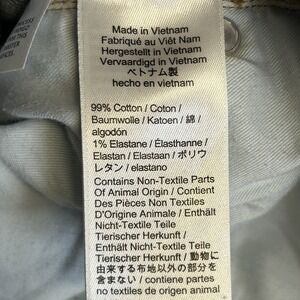 Made in Vietnam
Fabriqué au Viêt Nam
Hergestellt in Vietnam
Vervaardigd in Vietnam
ベトナム製
hecho en vietnam
99% Cotton / Coton /
Baumwolle / Katoen / 綿 /
algodón
1% Elastane / Élasthanne /
Elastan / Elastaan / ポリウ
レタン / elastano
Contains Non-Textile Parts
Of Animal Origin / Contient
Des Pièces Non Textiles
D'Origine Animale / Enthält
Nicht-Textile Teile
Tierischer Herkunft /
Enthält Nicht-Textile Teile
Tierischer Herkunft / 動物に
由来する布地以外の部分を
含まない / contiene partes
no textiles de origen animal